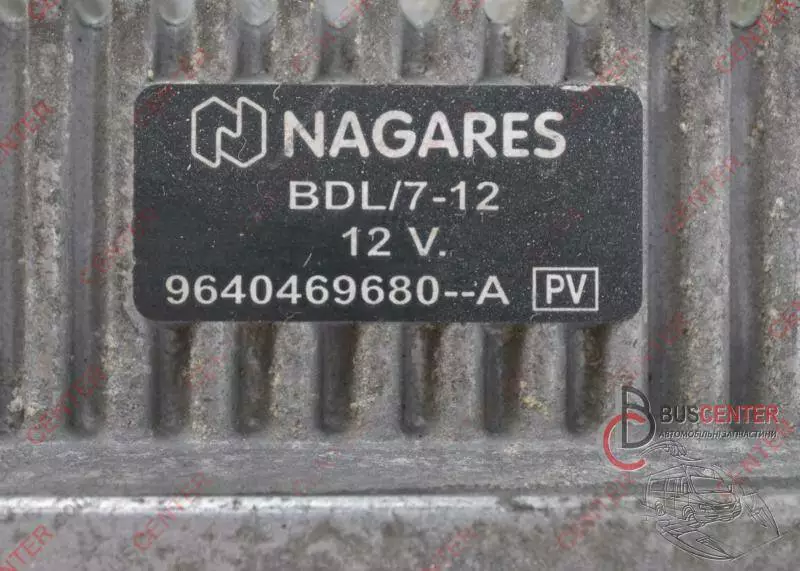 NAGARES
BDL/7-12
12 V.
9640469680--A PV
BUSCENTER
АВТОМОБІЛЬНІ ЗАПЧАСТИНИ